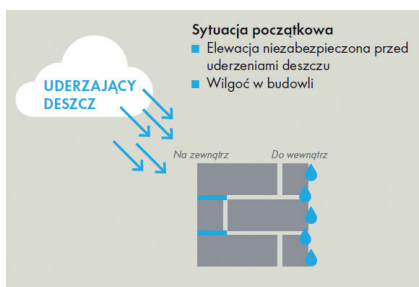 Sytuacja początkowa
Elewacja niezabezpieczona przed
uderzeniami deszczu
Wilgoć w budowli
UDERZAJĄCY
DESZCZ
Na zewnątrz
Do wewnątrz